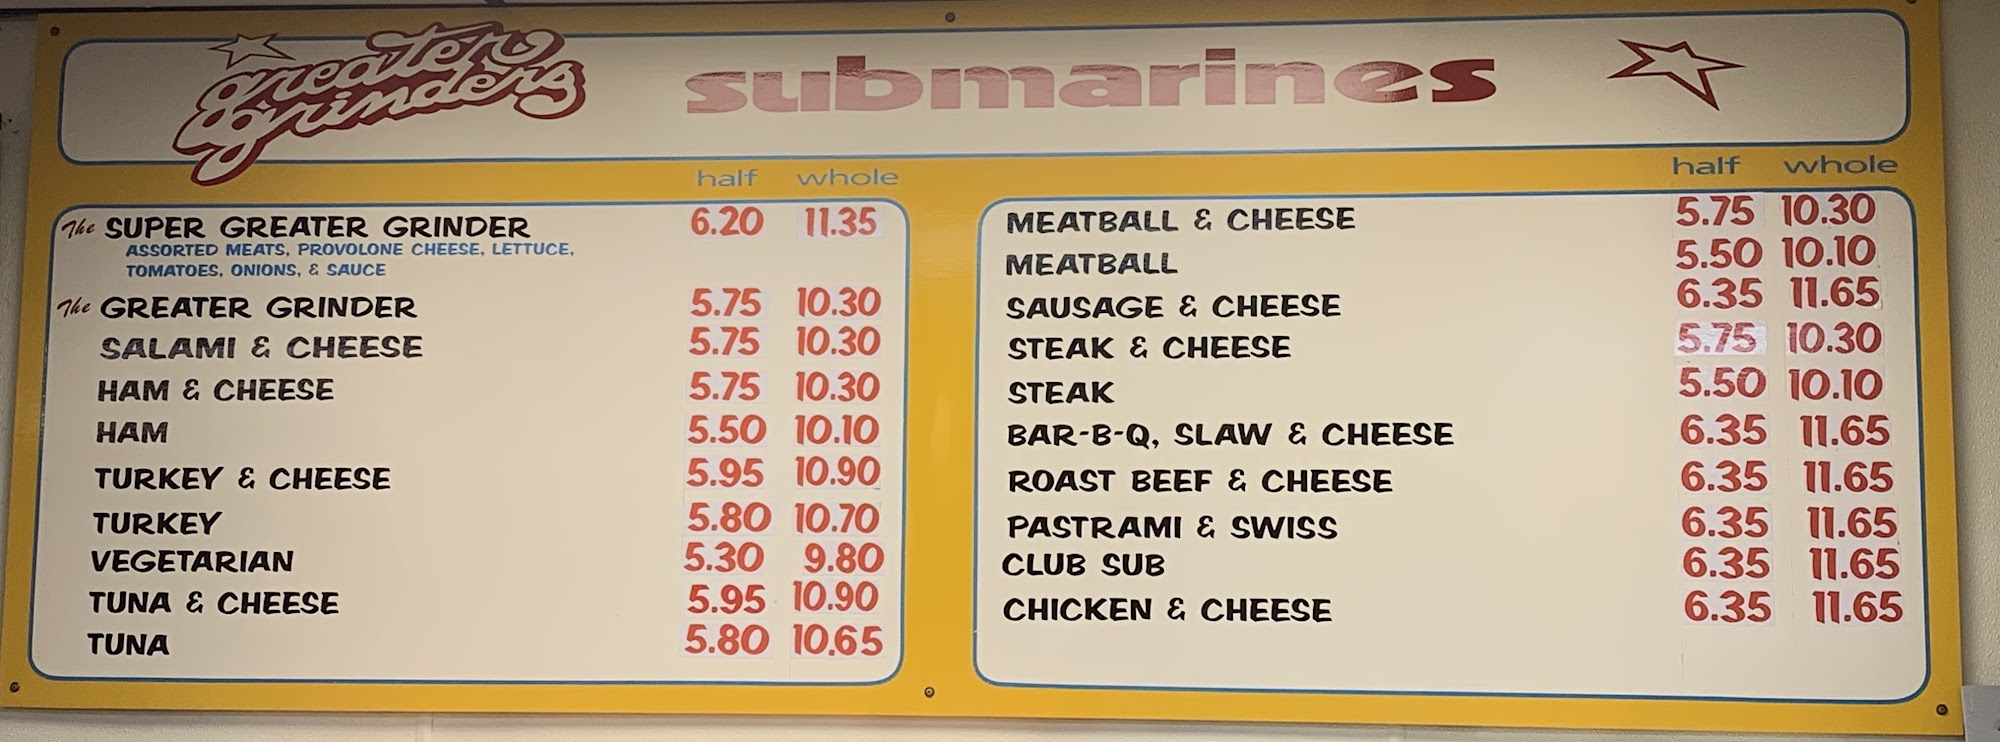 greater
grinders
submarines
half whole
The SUPER GREATER GRINDER 6.20 11.35
ASSORTED MEATS, PROVOLONE CHEESE, LETTUCE,
TOMATOES, ONIONS, & SAUCE
The GREATER GRINDER 5.75 10.30
SALAMI & CHEESE 5.75 10.30
HAM & CHEESE 5.75 10.30
HAM 5.50 10.10
TURKEY & CHEESE 5.95 10.90
TURKEY 5.80 10.70
VEGETARIAN 5.30 9.80
TUNA & CHEESE 5.95 10.90
TUNA 5.80 10.65
half whole
MEATBALL & CHEESE 5.75 10.30
MEATBALL 5.50 10.10
SAUSAGE & CHEESE 6.35 11.65
STEAK & CHEESE 5.75 10.30
STEAK 5.50 10.10
BAR-B-Q, SLAW & CHEESE 6.35 11.65
ROAST BEEF & CHEESE 6.35 11.65
PASTRAMI & SWISS 6.35 11.65
CLUB SUB 6.35 11.65
CHICKEN & CHEESE 6.35 11.65